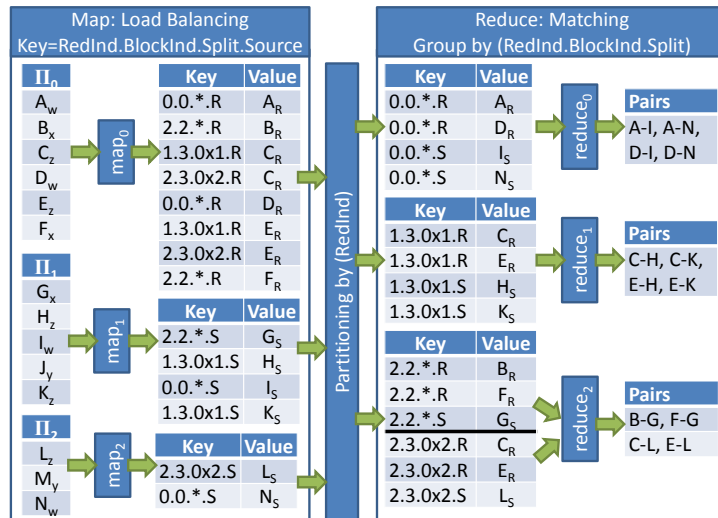 Map: Load Balancing
Key=RedInd.BlockInd.Split.Source
Π0
Aw
Bx
Cz
Dw
Ez
Fx
map0
Key Value
0.0.*.R AR
2.2.*.R BR
1.3.0x1.R CR
2.3.0x2.R CR
0.0.*.R DR
1.3.0x1.R ER
2.3.0x2.R ER
2.2.*.R FR
Π1
Gx
Hz
Iw
Jy
Kz
map1
Key Value
2.2.*.S GS
1.3.0x1.S HS
0.0.*.S IS
1.3.0x1.S KS
Π2
Lz
My
Nw
map2
Key Value
2.3.0x2.S LS
0.0.*.S NS
Partitioning by (RedInd)
Reduce: Matching
Group by (RedInd.BlockInd.Split)
Key Value
0.0.*.R AR
0.0.*.R DR
0.0.*.S IS
0.0.*.S NS
reduce0
Pairs
A-I, A-N,
D-I, D-N
Key Value
1.3.0x1.R CR
1.3.0x1.R ER
1.3.0x1.S HS
1.3.0x1.S KS
reduce1
Pairs
C-H, C-K,
E-H, E-K
Key Value
2.2.*.R BR
2.2.*.R FR
2.2.*.S GS
2.3.0x2.R CR
2.3.0x2.R ER
2.3.0x2.S LS
reduce2
Pairs
B-G, F-G
C-L, E-L